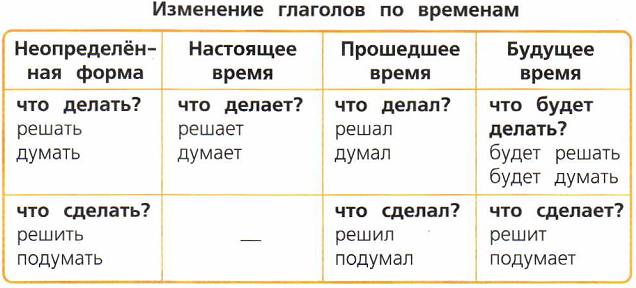 Изменение глаголов по временам
Неопределён-
ная форма
Настоящее
время
Прошедшее
время
Будущее
время
что делать?
решать
думать
что делает?
решает
думает
что делал?
решал
думал
что будет
делать?
будет решать
будет думать
что сделать?
решить
подумать
—
что сделал?
решил
подумал
что сделает?
решит
подумает